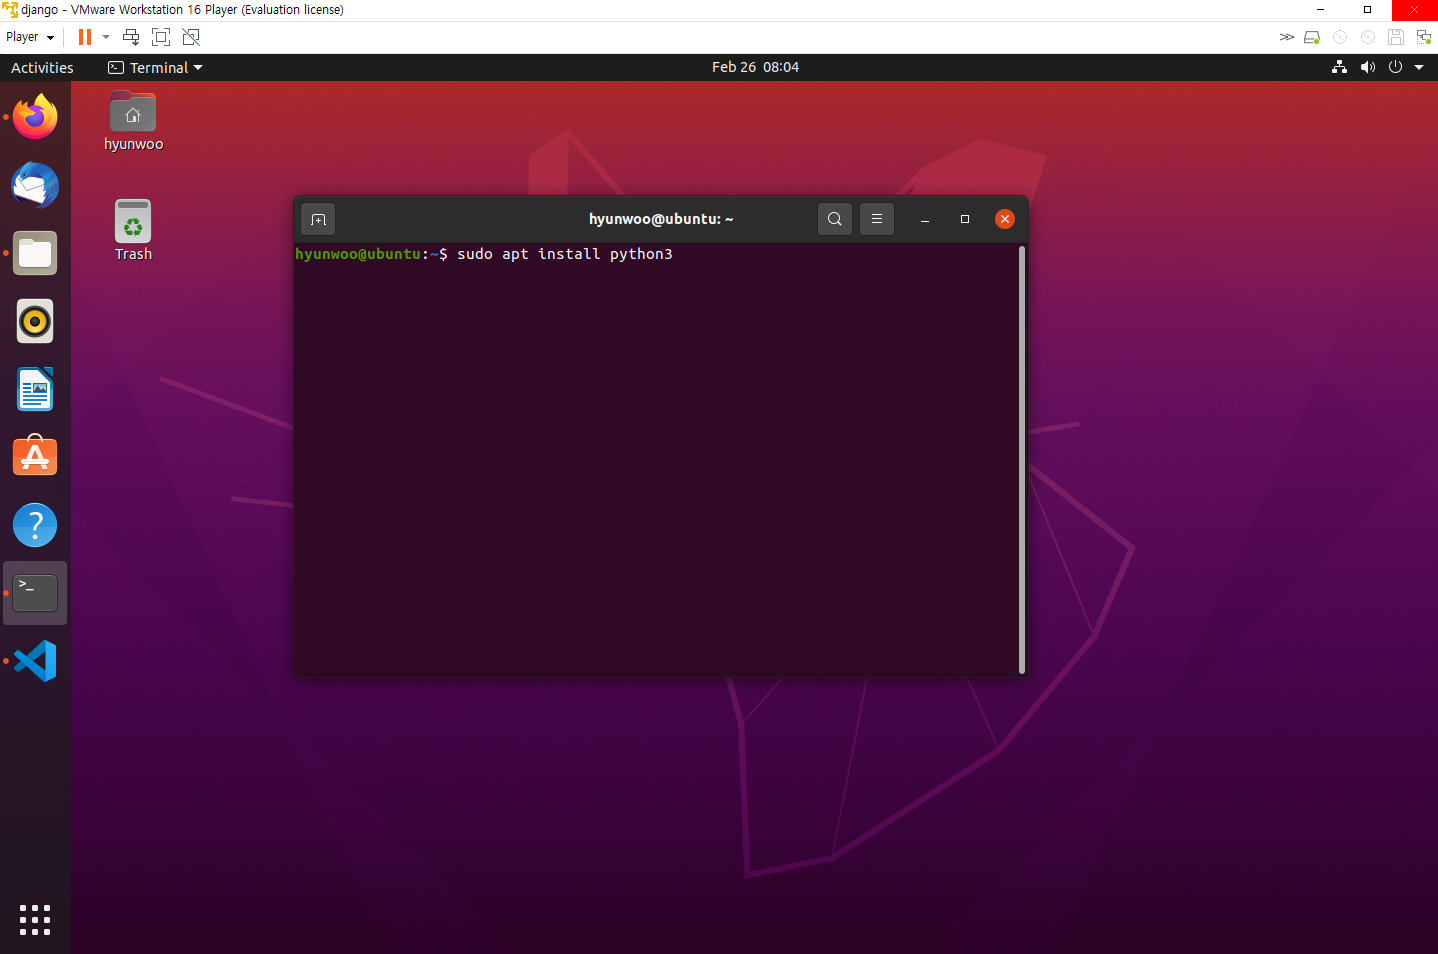 django - VMware Workstation 16 Player (Evaluation license)
Player
Activities
Terminal
Feb 26 08:04
hyunwoo
Trash
hyunwoo@ubuntu: ~
hyunwoo@ubuntu:~$ sudo apt install python3